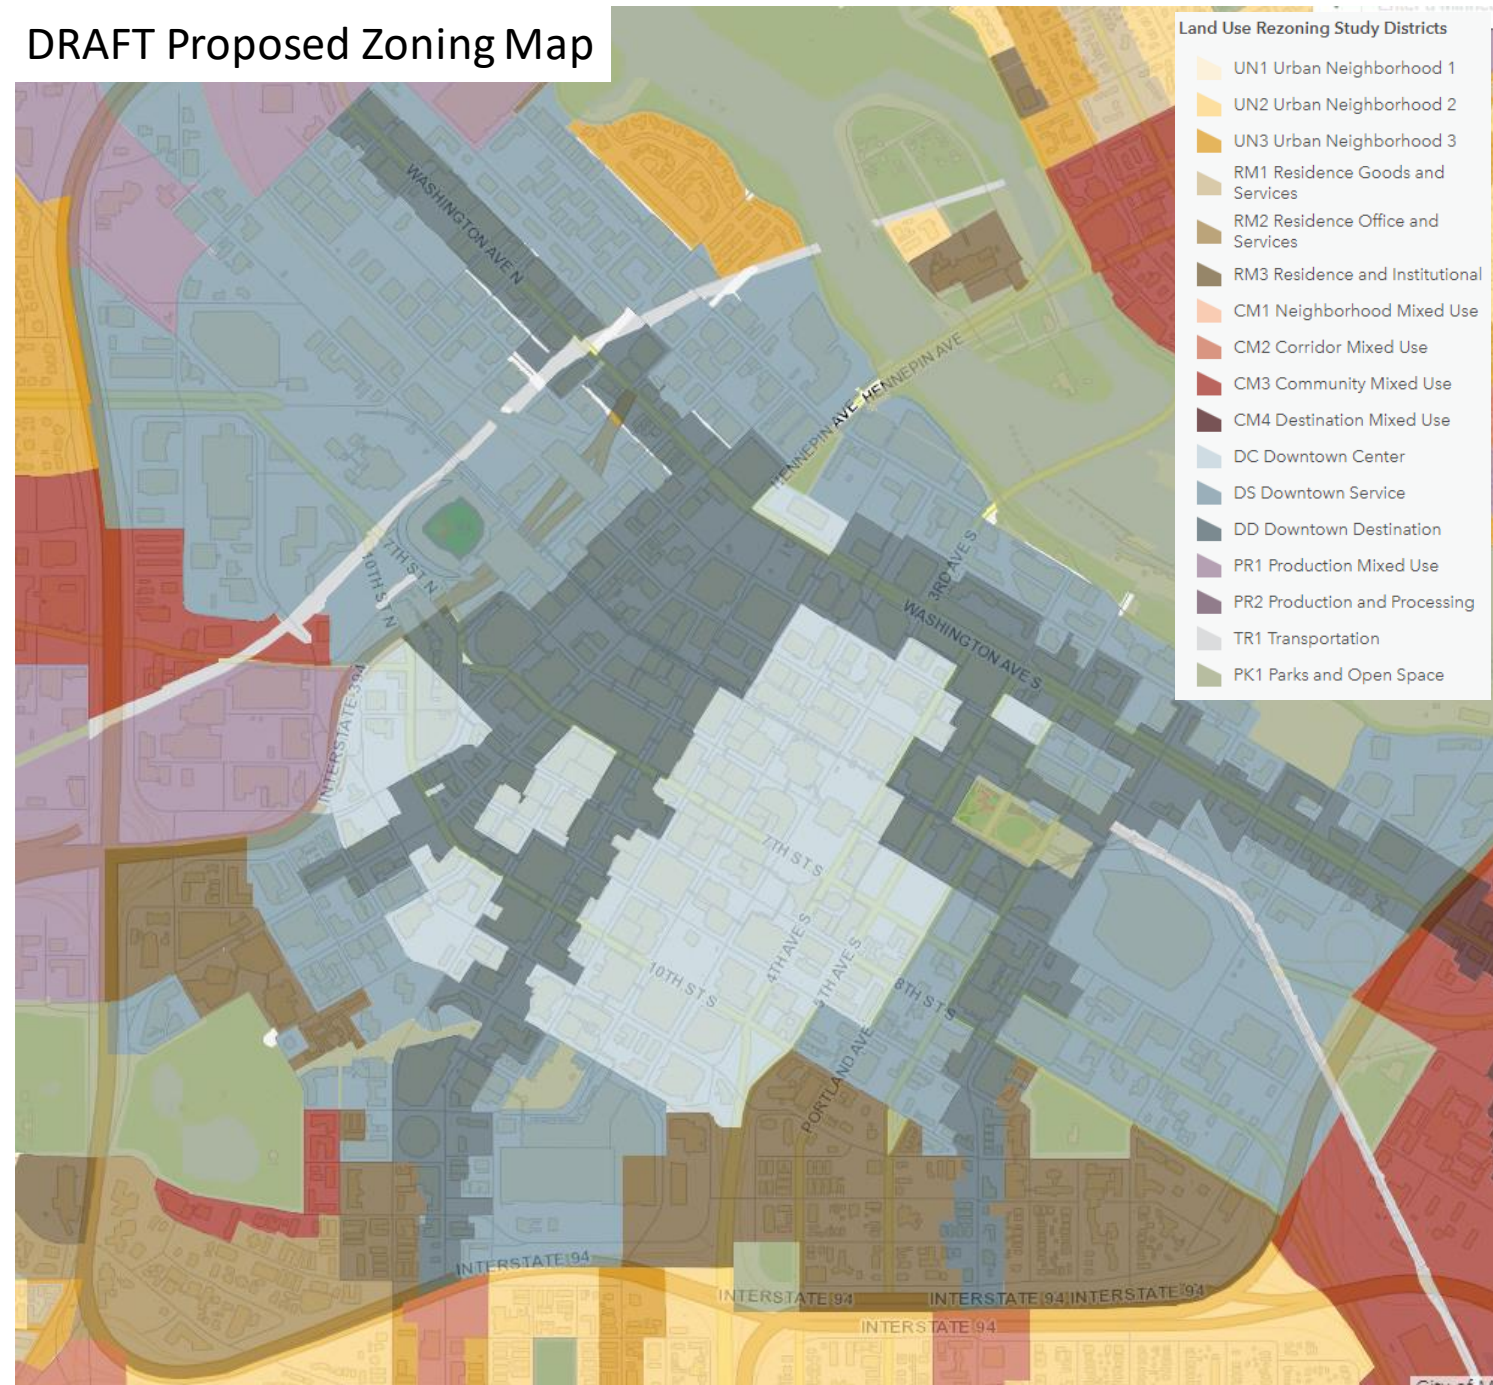 DRAFT Proposed Zoning Map
Land Use Rezoning Study Districts
UN1 Urban Neighborhood 1
UN2 Urban Neighborhood 2
UN3 Urban Neighborhood 3
RM1 Residence Goods and
Services
RM2 Residence Office and
Services
RM3 Residence and Institutional
CM1 Neighborhood Mixed Use
CM2 Corridor Mixed Use
CM3 Community Mixed Use
CM4 Destination Mixed Use
DC Downtown Center
DS Downtown Service
DD Downtown Destination
PR1 Production Mixed Use
PR2 Production and Processing
TR1 Transportation
PK1 Parks and Open Space
WASHINGTON AVE N
HENNEPIN AVE
HENNEPIN AVE
7TH ST N
10TH ST N
3RD AVE S
WASHINGTON AVE S
INTERSTATE 394
7TH ST S
4TH AVE S
5TH AVE S
10TH ST S
8TH ST S
PORTLAND AVE
INTERSTATE 94
INTERSTATE 94
INTERSTATE 94
INTERSTATE 94
INTERSTATE 94